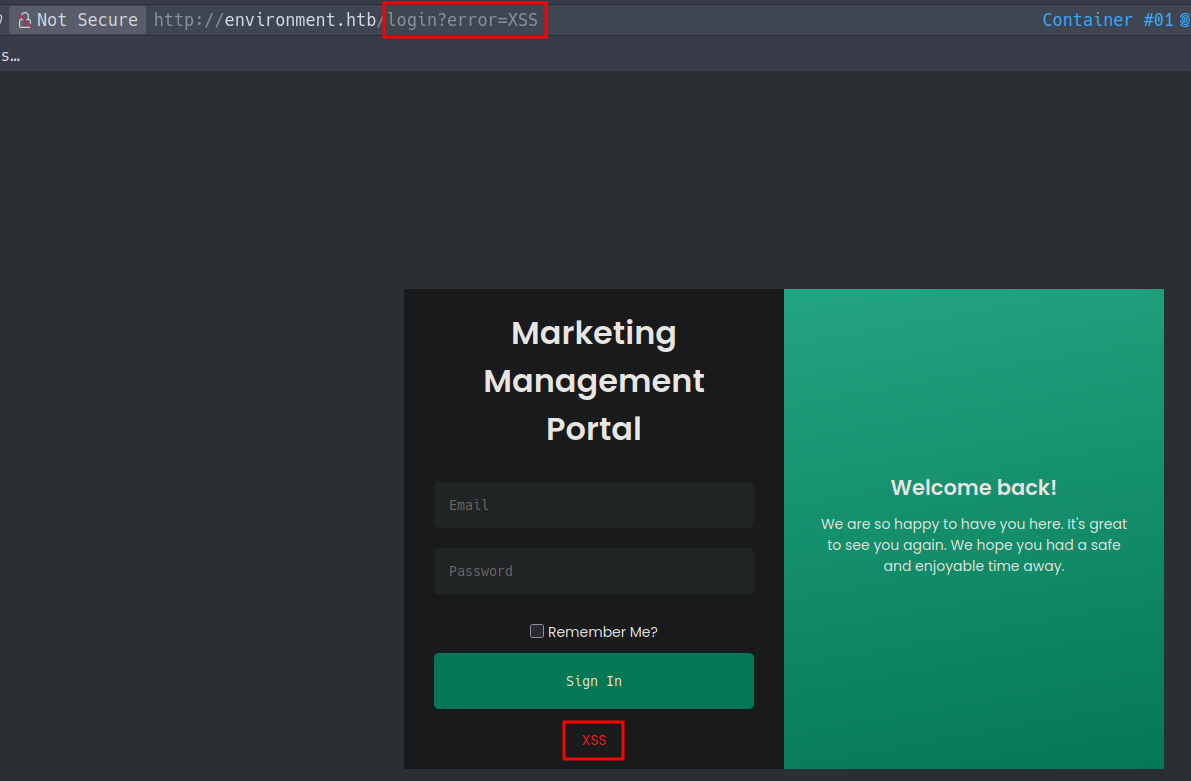 Not Secure http://environment.htb/login?error=XSS Container #01
s…
Marketing
Management
Portal
Email
Password
Remember Me?
Sign In
XSS
Welcome back!
We are so happy to have you here. It's great
to see you again. We hope you had a safe
and enjoyable time away.